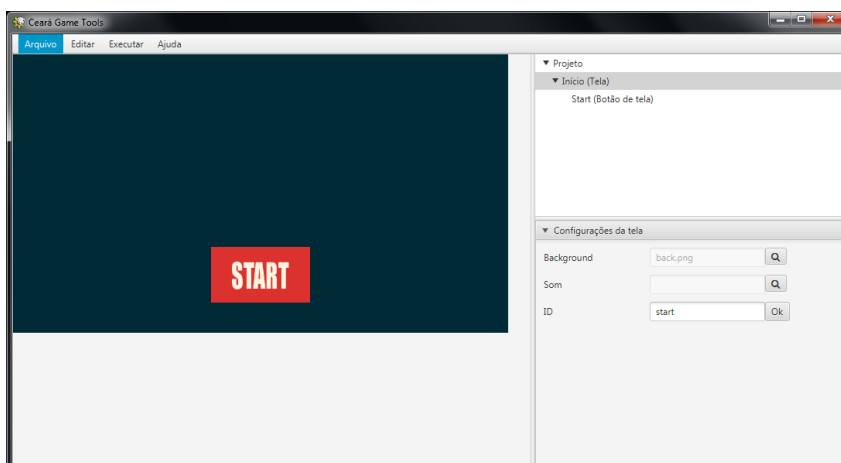 Ceará Game Tools
Arquivo Editar Executar Ajuda
Projeto
Início (Tela)
Start (Botão de tela)
START
Configurações da tela
Background back.png
Som
ID start Ok